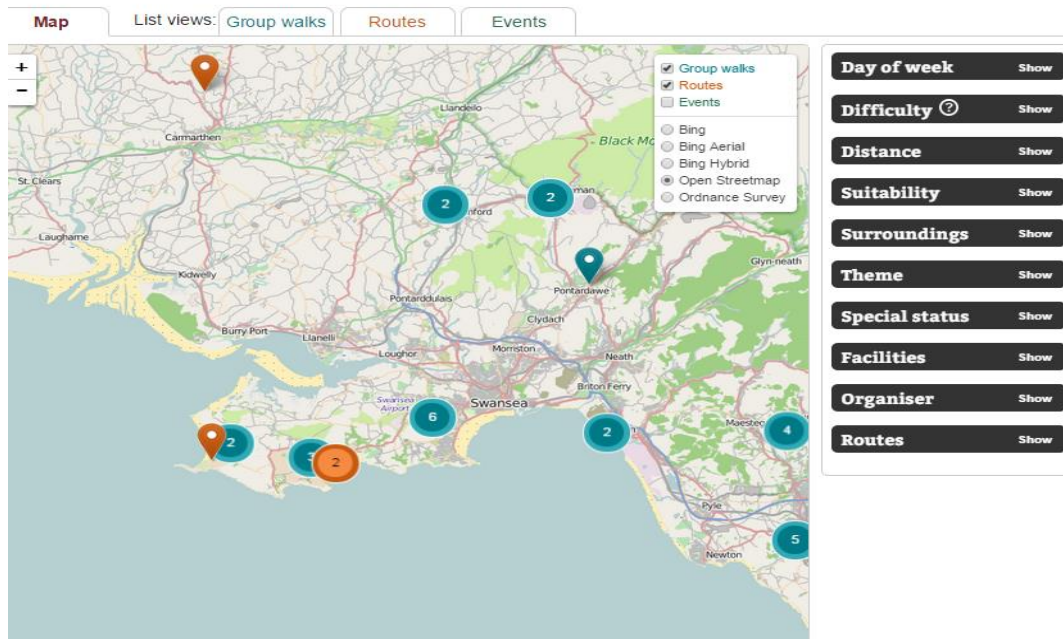 Map
List views:
Group walks
Routes
Events
+
−
Group walks
Routes
Events
Bing
Bing Aerial
Bing Hybrid
Open Streetmap
Ordnance Survey
Llandeilo
Carmarthen
Black Mo
St. Clears
2
2
man
nford
Laugharne
Glyn-neath
Kidwelly
Pontardawe
Pontarddulais
Clydach
Burry Port
Llanelli
Morriston
Loughor
Neath
Briton Ferry
Swansea
Airport
Swansea
6
Maesteg
2
2
4
3
2
Pyle
5
Newton
Day of week Show
Difficulty ? Show
Distance Show
Suitability Show
Surroundings Show
Theme Show
Special status Show
Facilities Show
Organiser Show
Routes Show